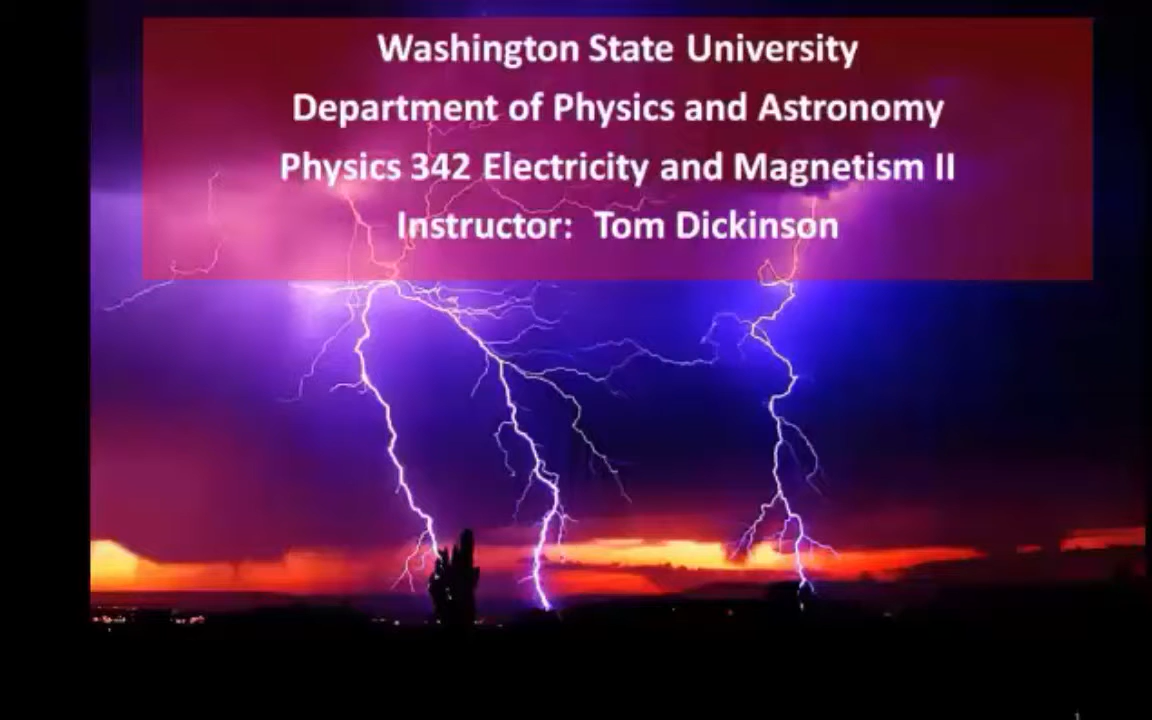 Washington State University
Department of Physics and Astronomy
Physics 342 Electricity and Magnetism II
Instructor: Tom Dickinson